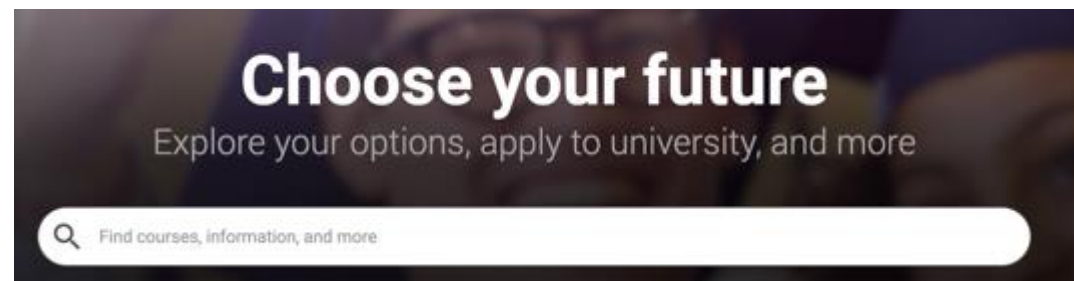 Choose your future
Explore your options, apply to university, and more
Find courses, information, and more